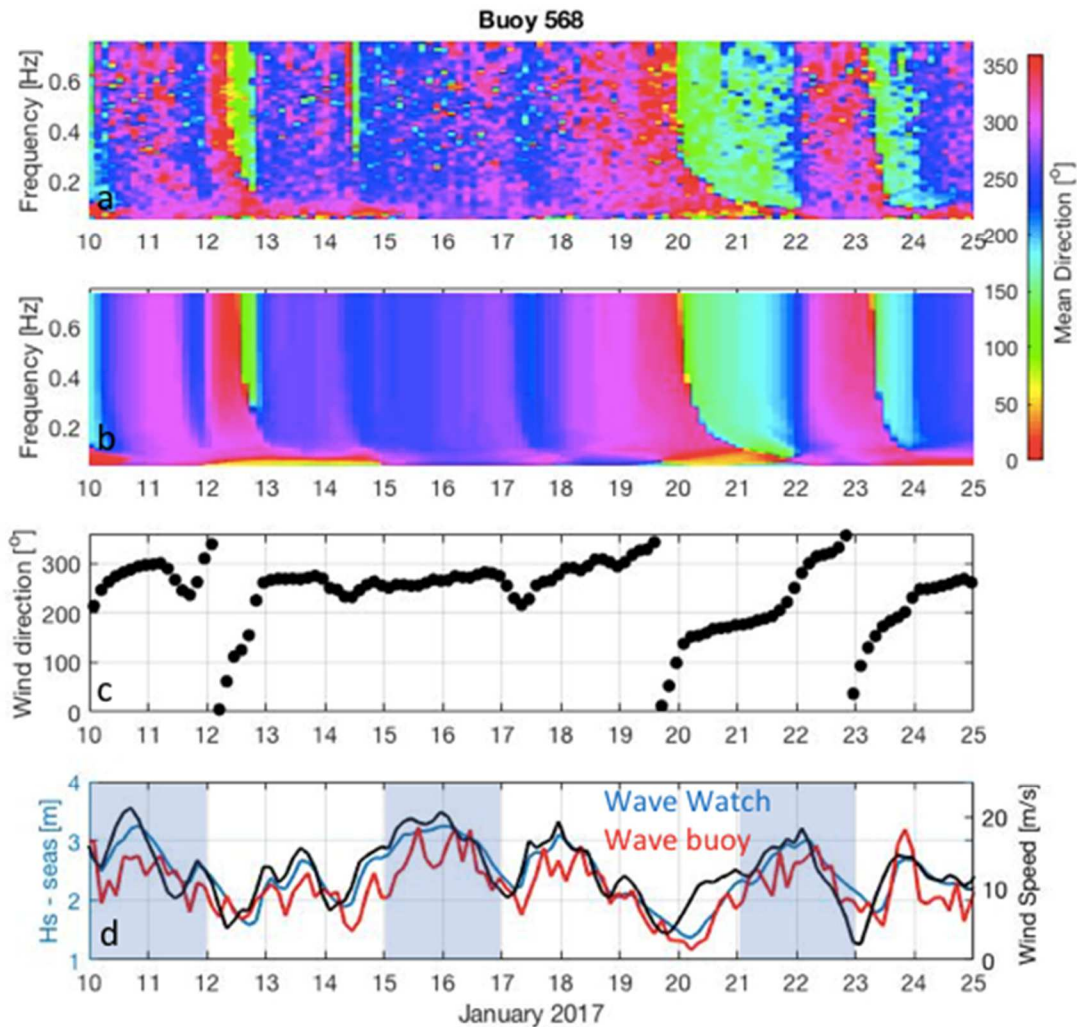 Buoy 568
Frequency [Hz]
0.6
0.4
0.2
a
10 11 12 13 14 15 16 17 18 19 20 21 22 23 24 25
Frequency [Hz]
0.6
0.4
0.2
b
10 11 12 13 14 15 16 17 18 19 20 21 22 23 24 25
350
300
250
200
150
100
50
0
Mean Direction [o]
Wind direction [o]
300
200
100
0
c
10 11 12 13 14 15 16 17 18 19 20 21 22 23 24 25
Hs - seas [m]
4
3
2
1
d
Wave Watch
Wave buoy
20
10
0
Wind Speed [m/s]
10 11 12 13 14 15 16 17 18 19 20 21 22 23 24 25
January 2017